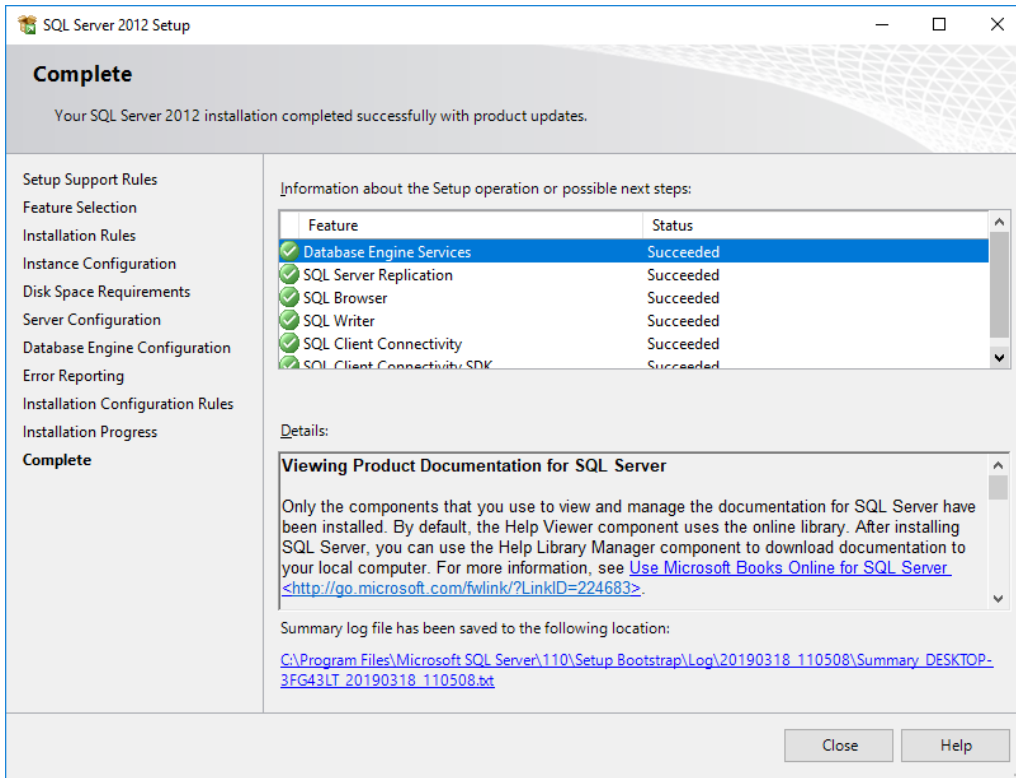 SQL Server 2012 Setup
Complete
Your SQL Server 2012 installation completed successfully with product updates.
Setup Support Rules
Feature Selection
Installation Rules
Instance Configuration
Disk Space Requirements
Server Configuration
Database Engine Configuration
Error Reporting
Installation Configuration Rules
Installation Progress
Complete
Information about the Setup operation or possible next steps:
Feature Status
Database Engine Services Succeeded
SQL Server Replication Succeeded
SQL Browser Succeeded
SQL Writer Succeeded
SQL Client Connectivity Succeeded
SQL Client Connectivity SDK Succeeded
Details:
Viewing Product Documentation for SQL Server
Only the components that you use to view and manage the documentation for SQL Server have
been installed. By default, the Help Viewer component uses the online library. After installing
SQL Server, you can use the Help Library Manager component to download documentation to
your local computer. For more information, see Use Microsoft Books Online for SQL Server
<http://go.microsoft.com/fwlink/?LinkID=224683>.
Summary log file has been saved to the following location:
C:\Program Files\Microsoft SQL Server\110\Setup Bootstrap\Log\20190318_110508\Summary_DESKTOP-
3FG43LT_20190318_110508.txt
Close Help